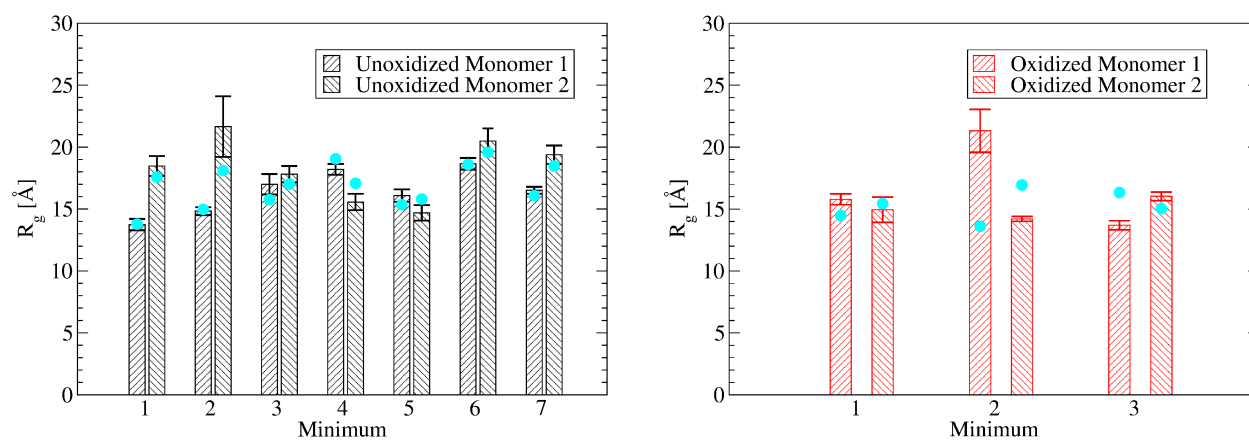 30
25
20
15
10
5
0
R_g [Å]
Unoxidized Monomer 1
Unoxidized Monomer 2
1 2 3 4 5 6 7
Minimum
30
25
20
15
10
5
0
R_g [Å]
Oxidized Monomer 1
Oxidized Monomer 2
1 2 3
Minimum